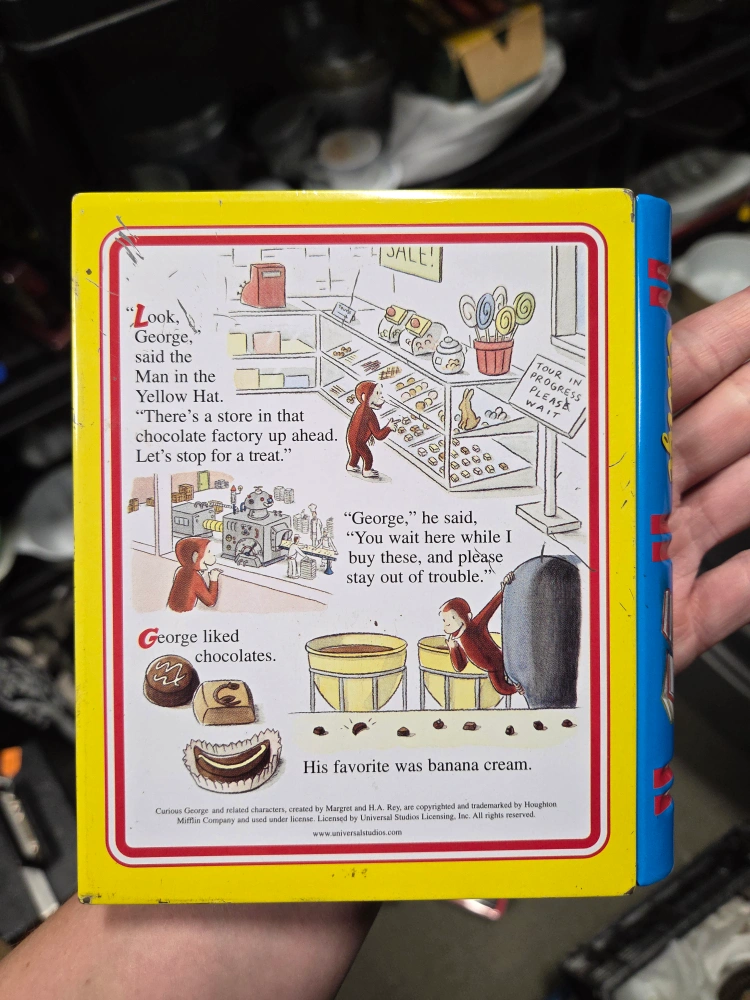 SALE!
"Look,
George,"
said the
Man in the
Yellow Hat.
"There's a store in that
chocolate factory up ahead.
Let's stop for a treat."
TOUR IN
PROGRESS
PLEASE
WAIT
"George," he said,
"You wait here while I
buy these, and please
stay out of trouble."
George liked
chocolates.
His favorite was banana cream.
Curious George and related characters, created by Margret and H.A. Rey, are copyrighted and trademarked by Houghton
Mifflin Company and used under license. Licensed by Universal Studios Licensing, Inc. All rights reserved.
www.universalstudios.com